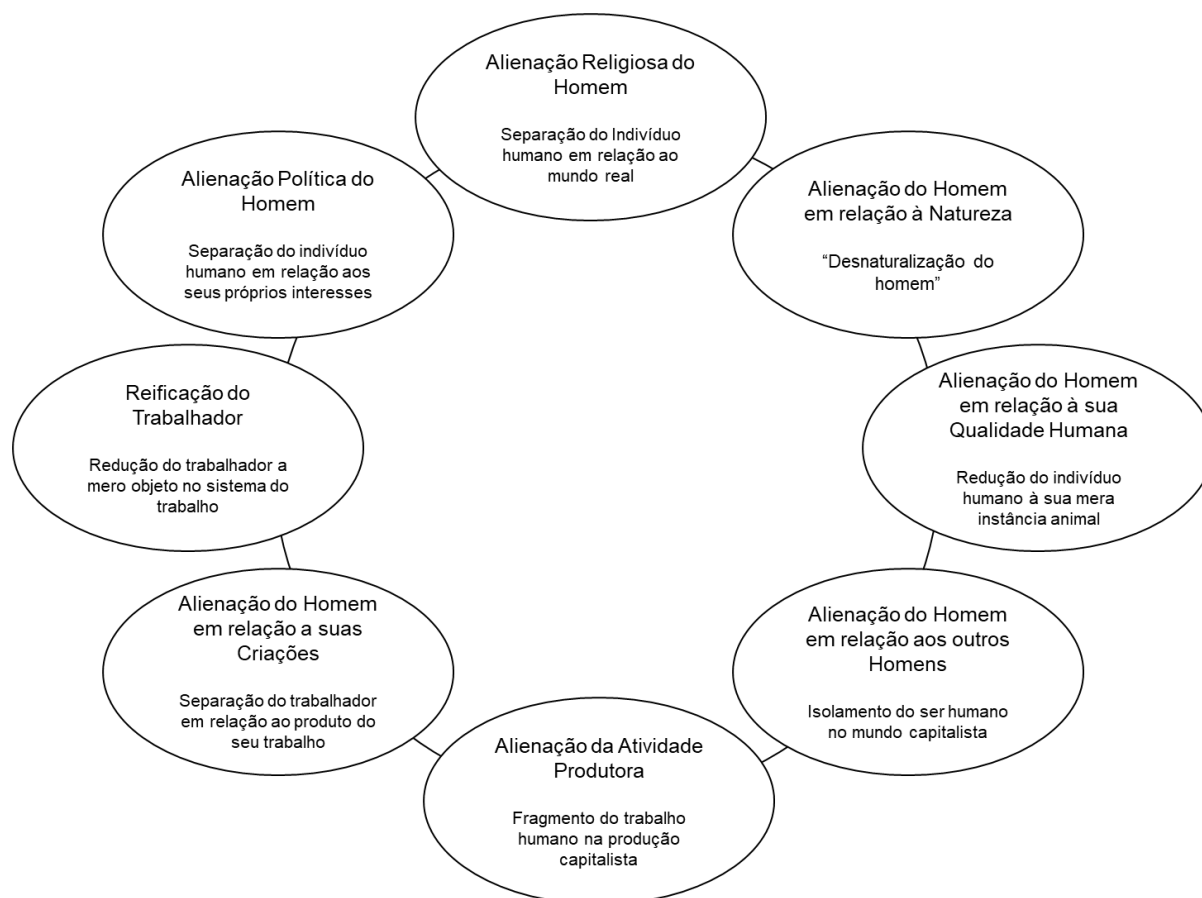 Alienação Religiosa do
Homem
Separação do Indivíduo
humano em relação ao
mundo real
Alienação do Homem
em relação à Natureza
“Desnaturalização do
homem”
Alienação do Homem
em relação à sua
Qualidade Humana
Redução do indivíduo
humano à sua mera
instância animal
Alienação do Homem
em relação aos outros
Homens
Isolamento do ser humano
no mundo capitalista
Alienação da Atividade
Produtora
Fragmento do trabalho
humano na produção
capitalista
Alienação do Homem
em relação a suas
Criações
Separação do trabalhador
em relação ao produto do
seu trabalho
Reificação do
Trabalhador
Redução do trabalhador a
mero objeto no sistema do
trabalho
Alienação Política do
Homem
Separação do indivíduo
humano em relação aos
seus próprios interesses